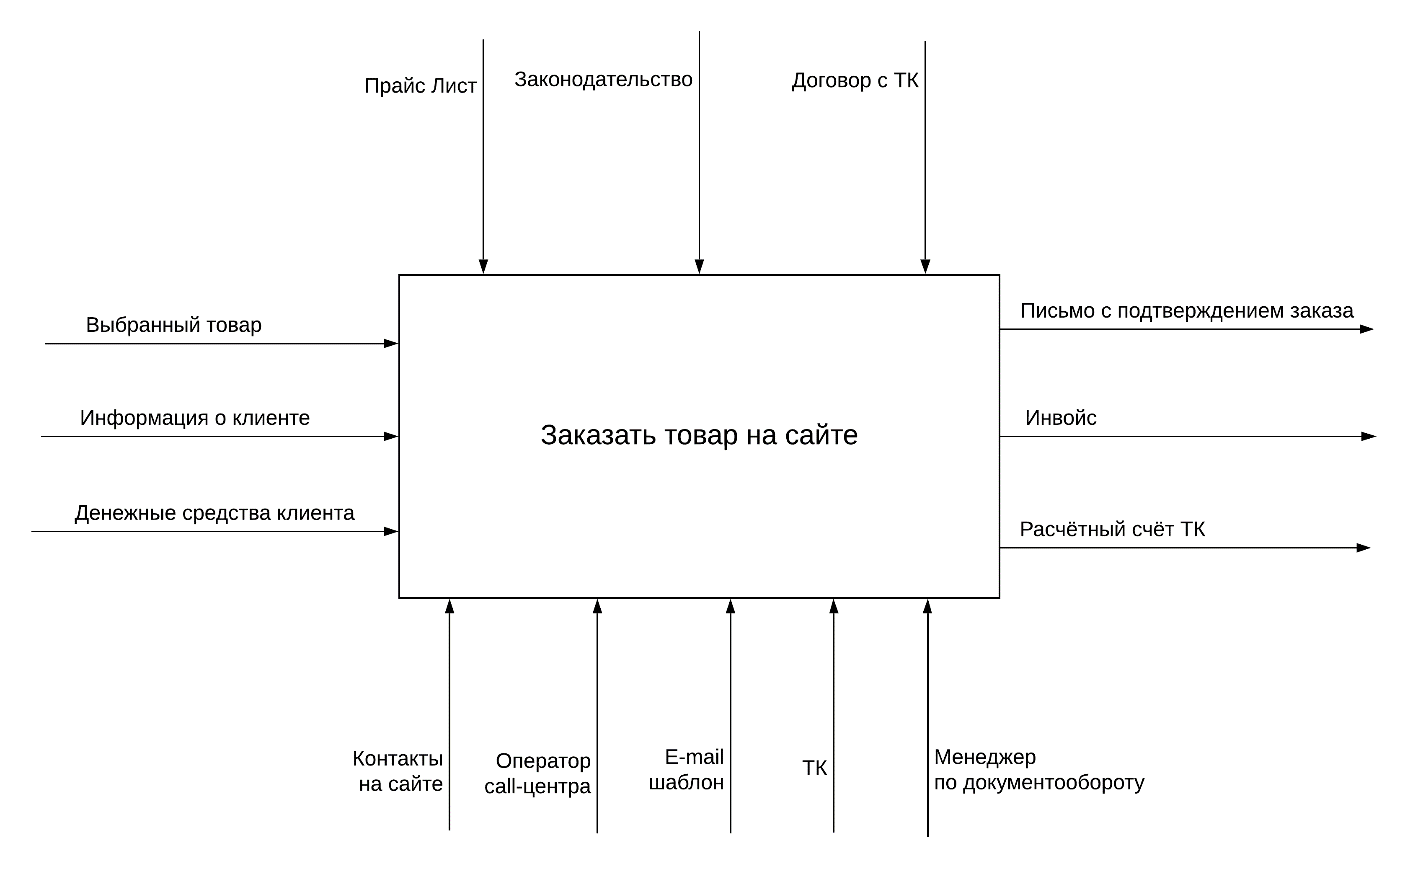 Прайс Лист
Законодательство
Договор с ТК
Выбранный товар
Информация о клиенте
Денежные средства клиента
Заказать товар на сайте
Письмо с подтверждением заказа
Инвойс
Расчётный счёт ТК
Контакты
на сайте
Оператор
call-центра
E-mail
шаблон
ТК
Менеджер
по документообороту